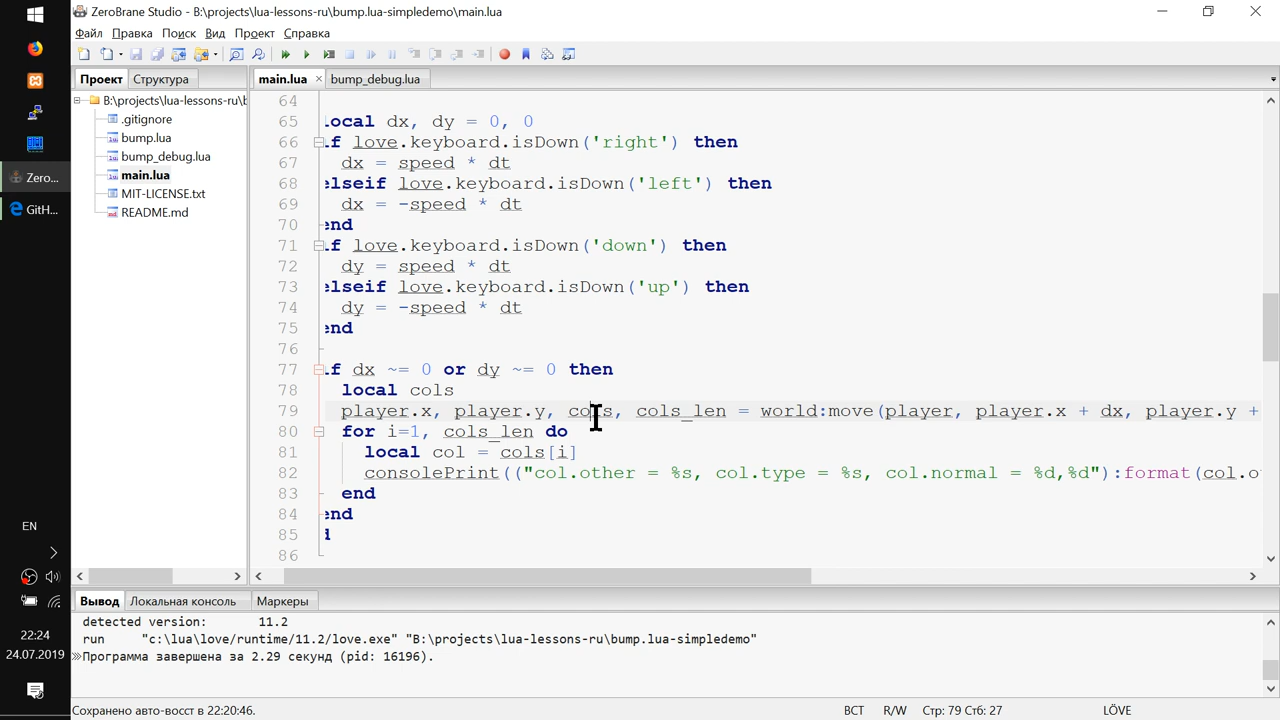 ZeroBrane Studio - B:\projects\lua-lessons-ru\bump.lua-simpledemo\main.lua
Файл Правка Поиск Вид Проект Справка
Проект Структура
main.lua bump_debug.lua
B:\projects\lua-lessons-ru\b
.gitignore
bump.lua
bump_debug.lua
main.lua
MIT-LICENSE.txt
README.md
64
65 local dx, dy = 0, 0
66 if love.keyboard.isDown('right') then
67 dx = speed * dt
68 elseif love.keyboard.isDown('left') then
69 dx = -speed * dt
70 end
71 if love.keyboard.isDown('down') then
72 dy = speed * dt
73 elseif love.keyboard.isDown('up') then
74 dy = -speed * dt
75 end
76
77 if dx ~= 0 or dy ~= 0 then
78 local cols
79 player.x, player.y, cols, cols_len = world:move(player, player.x + dx, player.y +
80 for i=1, cols_len do
81 local col = cols[i]
82 consolePrint(("col.other = %s, col.type = %s, col.normal = %d,%d"):format(col.o
83 end
84 end
85
86
Вывод Локальная консоль Маркеры
detected version: 11.2
run "c:\lua\love/runtime/11.2/love.exe" "B:\projects\lua-lessons-ru\bump.lua-simpledemo"
Программа завершена за 2.29 секунд (pid: 16196).
Сохранено авто-восст в 22:20:46.
ВСТ R/W Стр: 79 Стб: 27 LÖVE
Zero...
GitH...
EN
22:24
24.07.2019